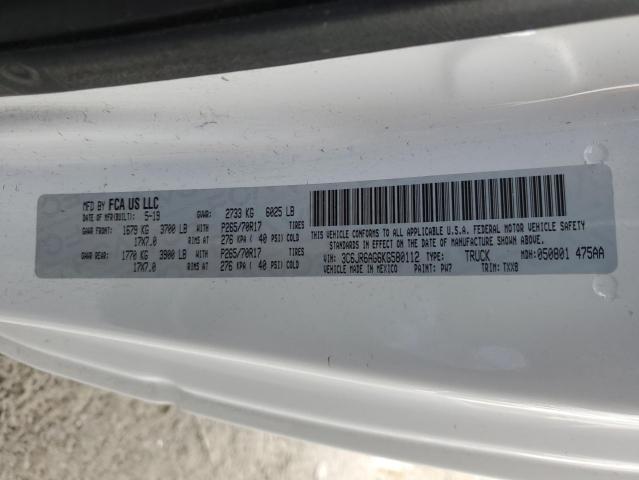 MFD BY FCA US LLC
DATE OF MFR(BUILT): 5-19 GVWR: 2733 KG 6025 LB
GAWR FRONT: 1679 KG 3700 LB WITH P265/70R17 TIRES
17X7.0 RIMS AT 276 KPA ( 40 PSI) COLD
GAWR REAR: 1770 KG 3900 LB WITH P265/70R17 TIRES
17X7.0 RIMS AT 276 KPA ( 40 PSI) COLD
THIS VEHICLE CONFORMS TO ALL APPLICABLE U.S.A. FEDERAL MOTOR VEHICLE SAFETY
STANDARDS IN EFFECT ON THE DATE OF MANUFACTURE SHOWN ABOVE.
VIN: 3C6JR6AG6KG580112 TYPE: TRUCK MDH: 050801 475AA
MADE IN MEXICO PAINT: PW7 TRIM: TXX8